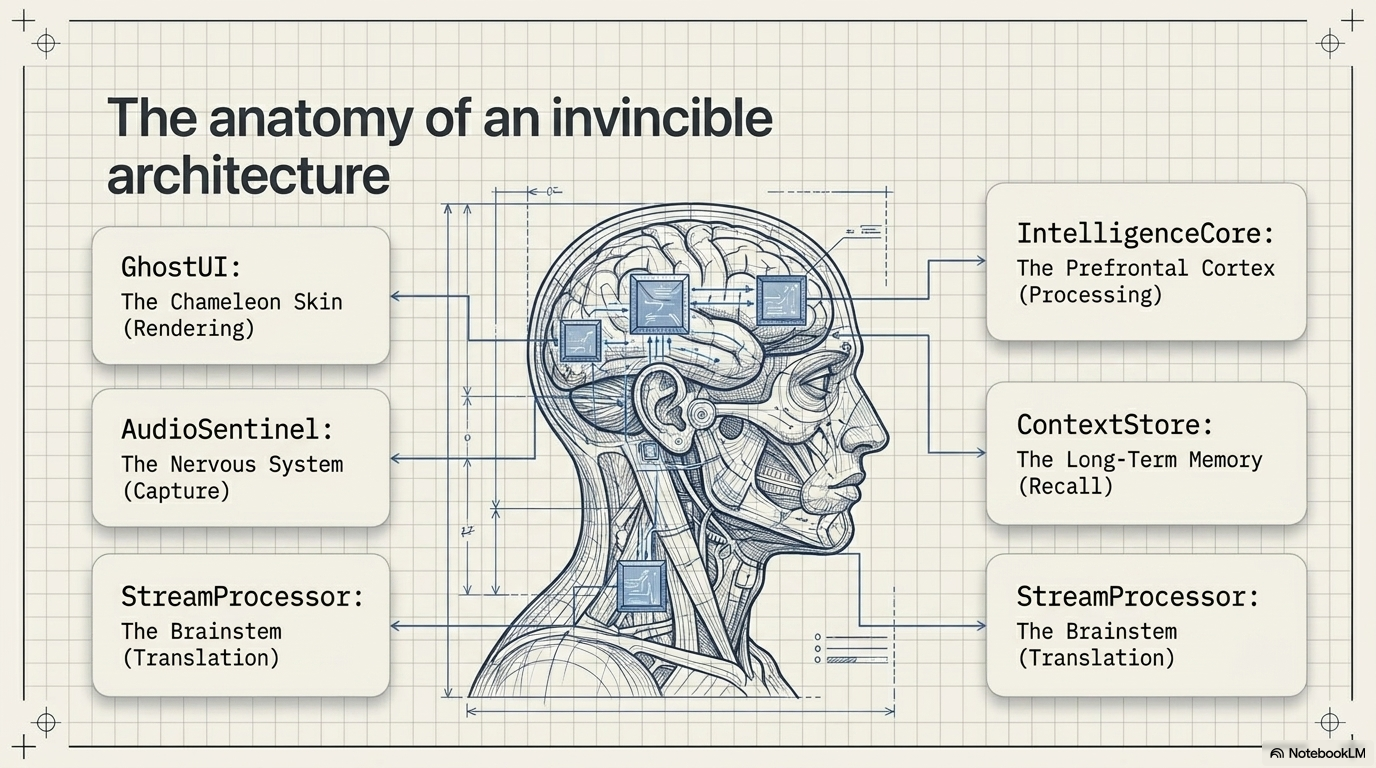 The anatomy of an invincible
architecture
GhostUI:
The Chameleon Skin
(Rendering)
AudioSentinel:
The Nervous System
(Capture)
StreamProcessor:
The Brainstem
(Translation)
IntelligenceCore:
The Prefrontal Cortex
(Processing)
ContextStore:
The Long-Term Memory
(Recall)
StreamProcessor:
The Brainstem
(Translation)
NotebookLM